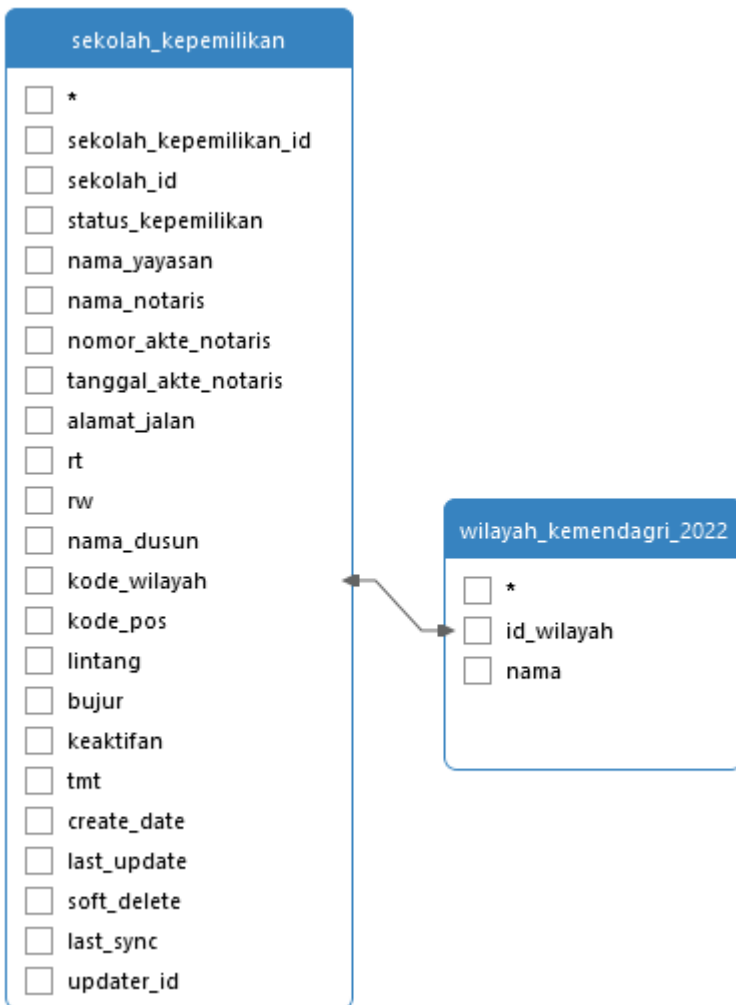 sekolah_kepemilikan
*
sekolah_kepemilikan_id
sekolah_id
status_kepemilikan
nama_yayasan
nama_notaris
nomor_akte_notaris
tanggal_akte_notaris
alamat_jalan
rt
rw
nama_dusun
kode_wilayah
kode_pos
lintang
bujur
keaktifan
tmt
create_date
last_update
soft_delete
last_sync
updater_id
wilayah_kemendagri_2022
*
id_wilayah
nama